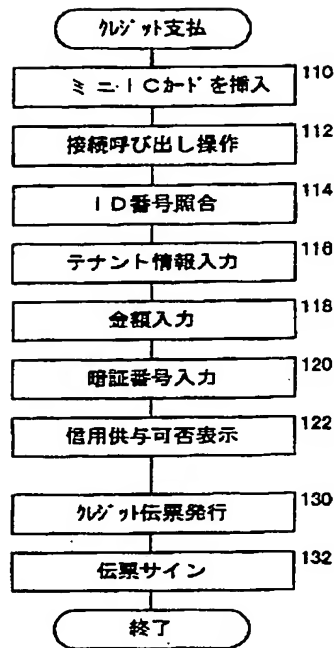 クレジット支払
ミニ・ICカードを挿入
110
接続呼び出し操作
112
ID番号照合
114
テナント情報入力
116
金額入力
118
暗証番号入力
120
信用供与可否表示
122
クレジット伝票発行
130
伝票サイン
132
終了